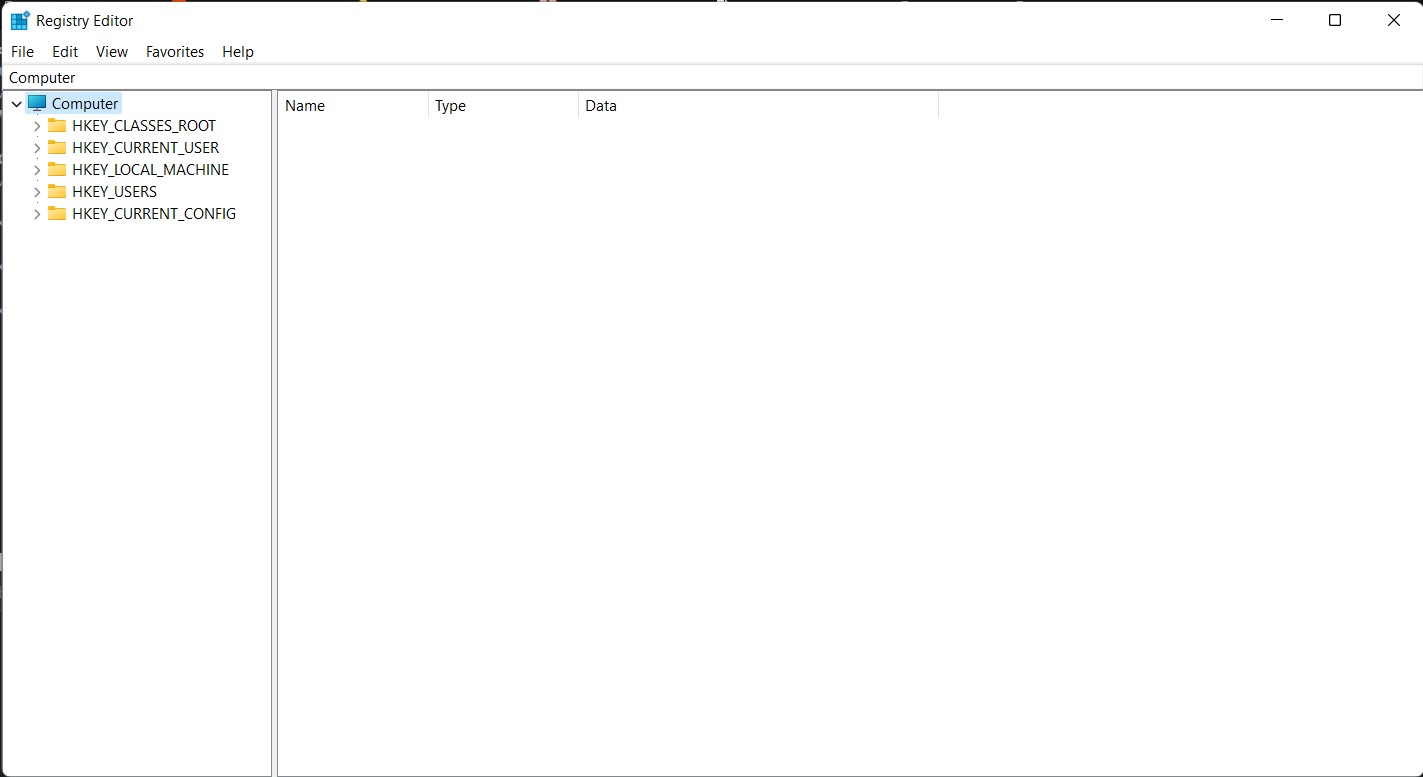 Registry Editor
File Edit View Favorites Help
Computer
Computer
HKEY_CLASSES_ROOT
HKEY_CURRENT_USER
HKEY_LOCAL_MACHINE
HKEY_USERS
HKEY_CURRENT_CONFIG
Name Type Data